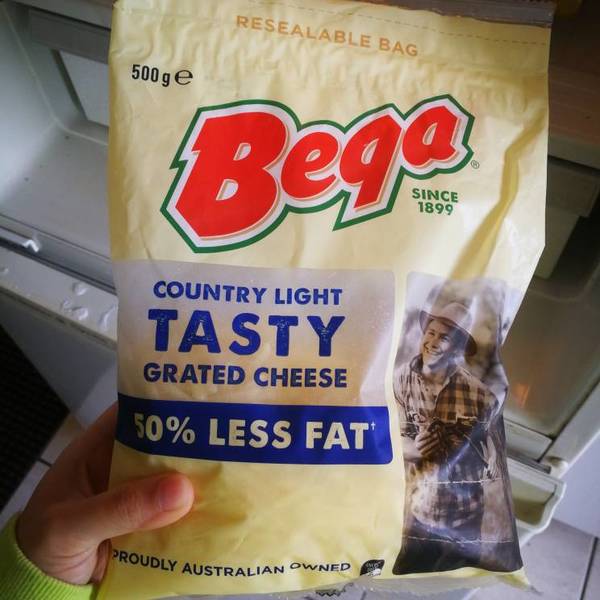 RESEALABLE BAG
500g e
Bega®
SINCE
1899
COUNTRY LIGHT
TASTY
GRATED CHEESE
50% LESS FAT†
PROUDLY AUSTRALIAN OWNED